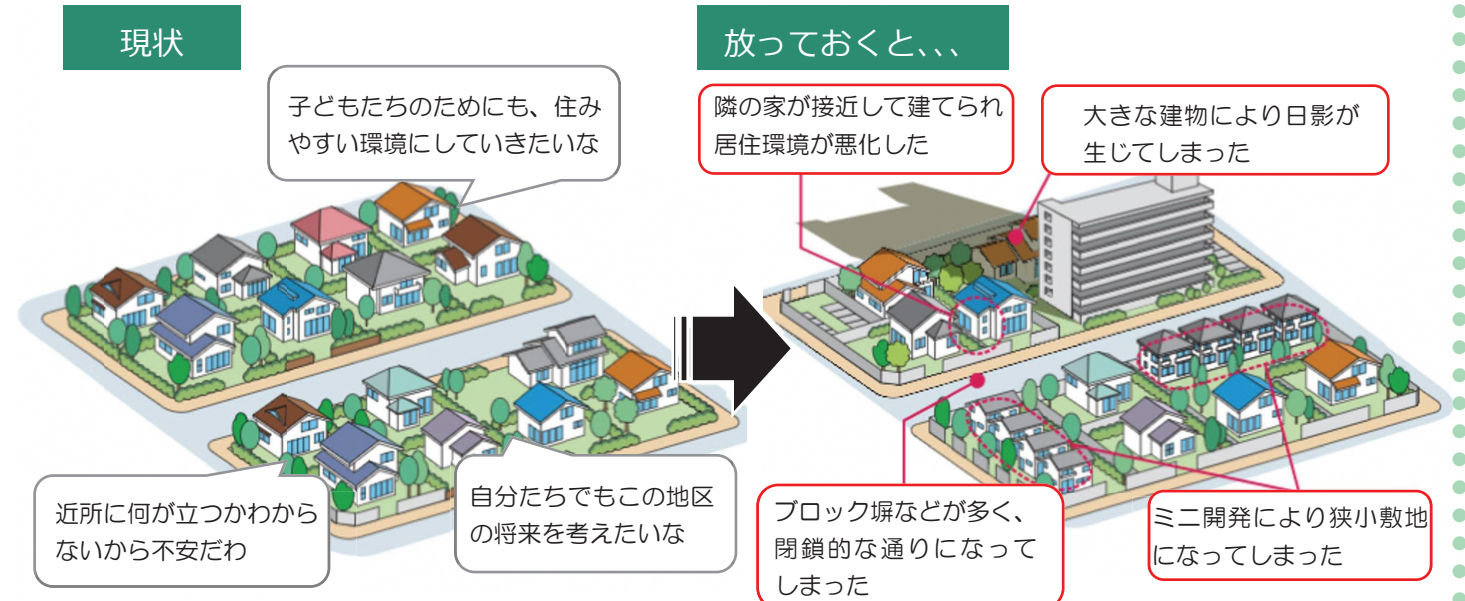 現状
子どもたちのためにも、住み
やすい環境にしていきたいな
近所に何が立つかわから
ないから不安だわ
自分たちでもこの地区
の将来を考えたいな
放っておくと、、、
隣の家が接近して建てられ
居住環境が悪化した
大きな建物により日影が
生じてしまった
ブロック塀などが多く、
閉鎖的な通りになって
しまった
ミニ開発により狭小敷地
になってしまった